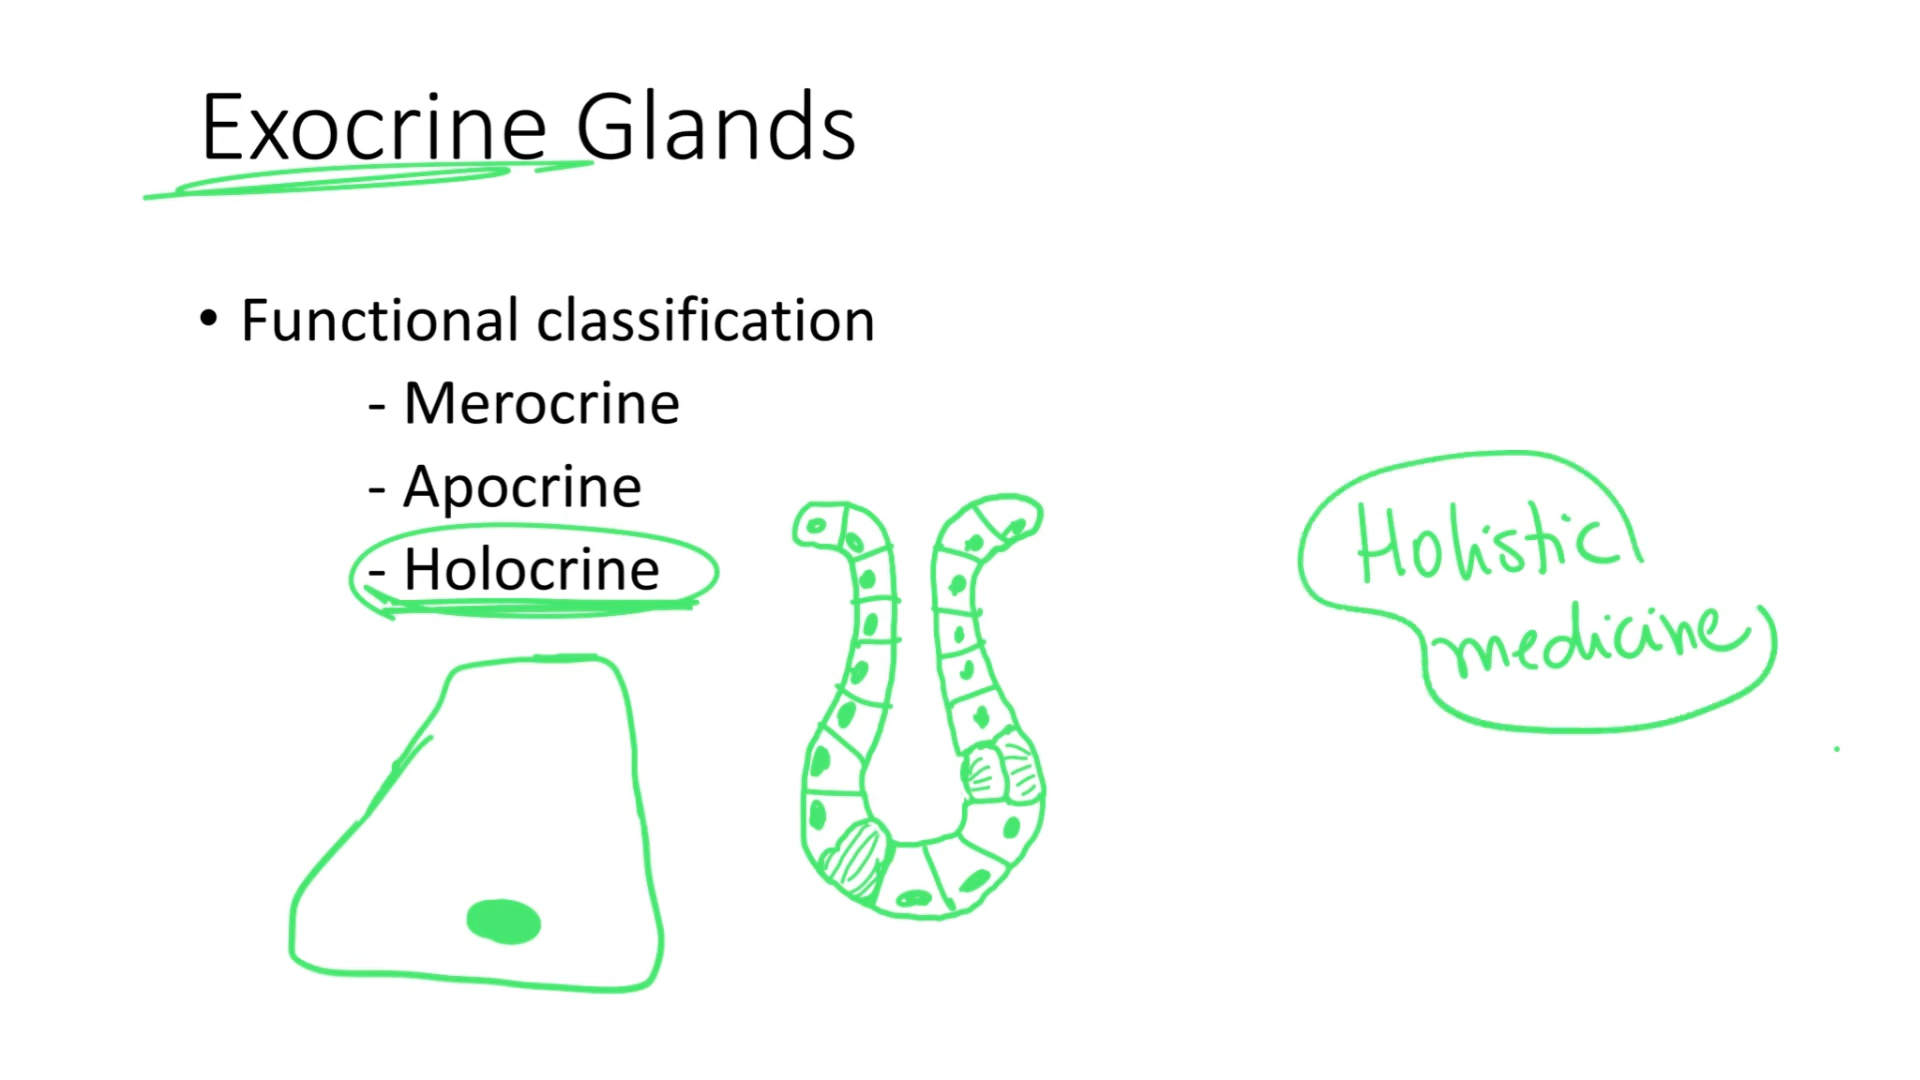 Exocrine Glands
• Functional classification
- Merocrine
- Apocrine
- Holocrine
Holistic
medicine